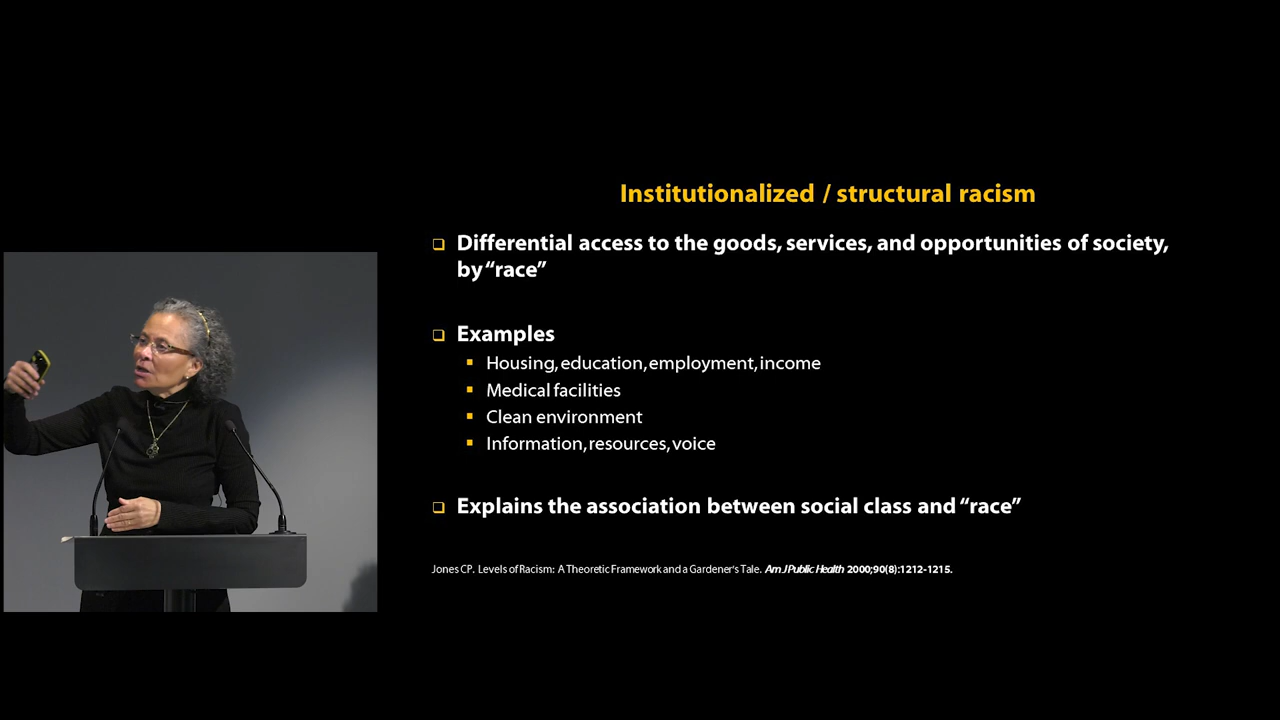 Institutionalized / structural racism
Differential access to the goods, services, and opportunities of society,
by “race”
Examples
Housing, education, employment, income
Medical facilities
Clean environment
Information, resources, voice
Explains the association between social class and “race”
Jones CP. Levels of Racism: A Theoretic Framework and a Gardener's Tale. Am J Public Health 2000;90(8):1212-1215.